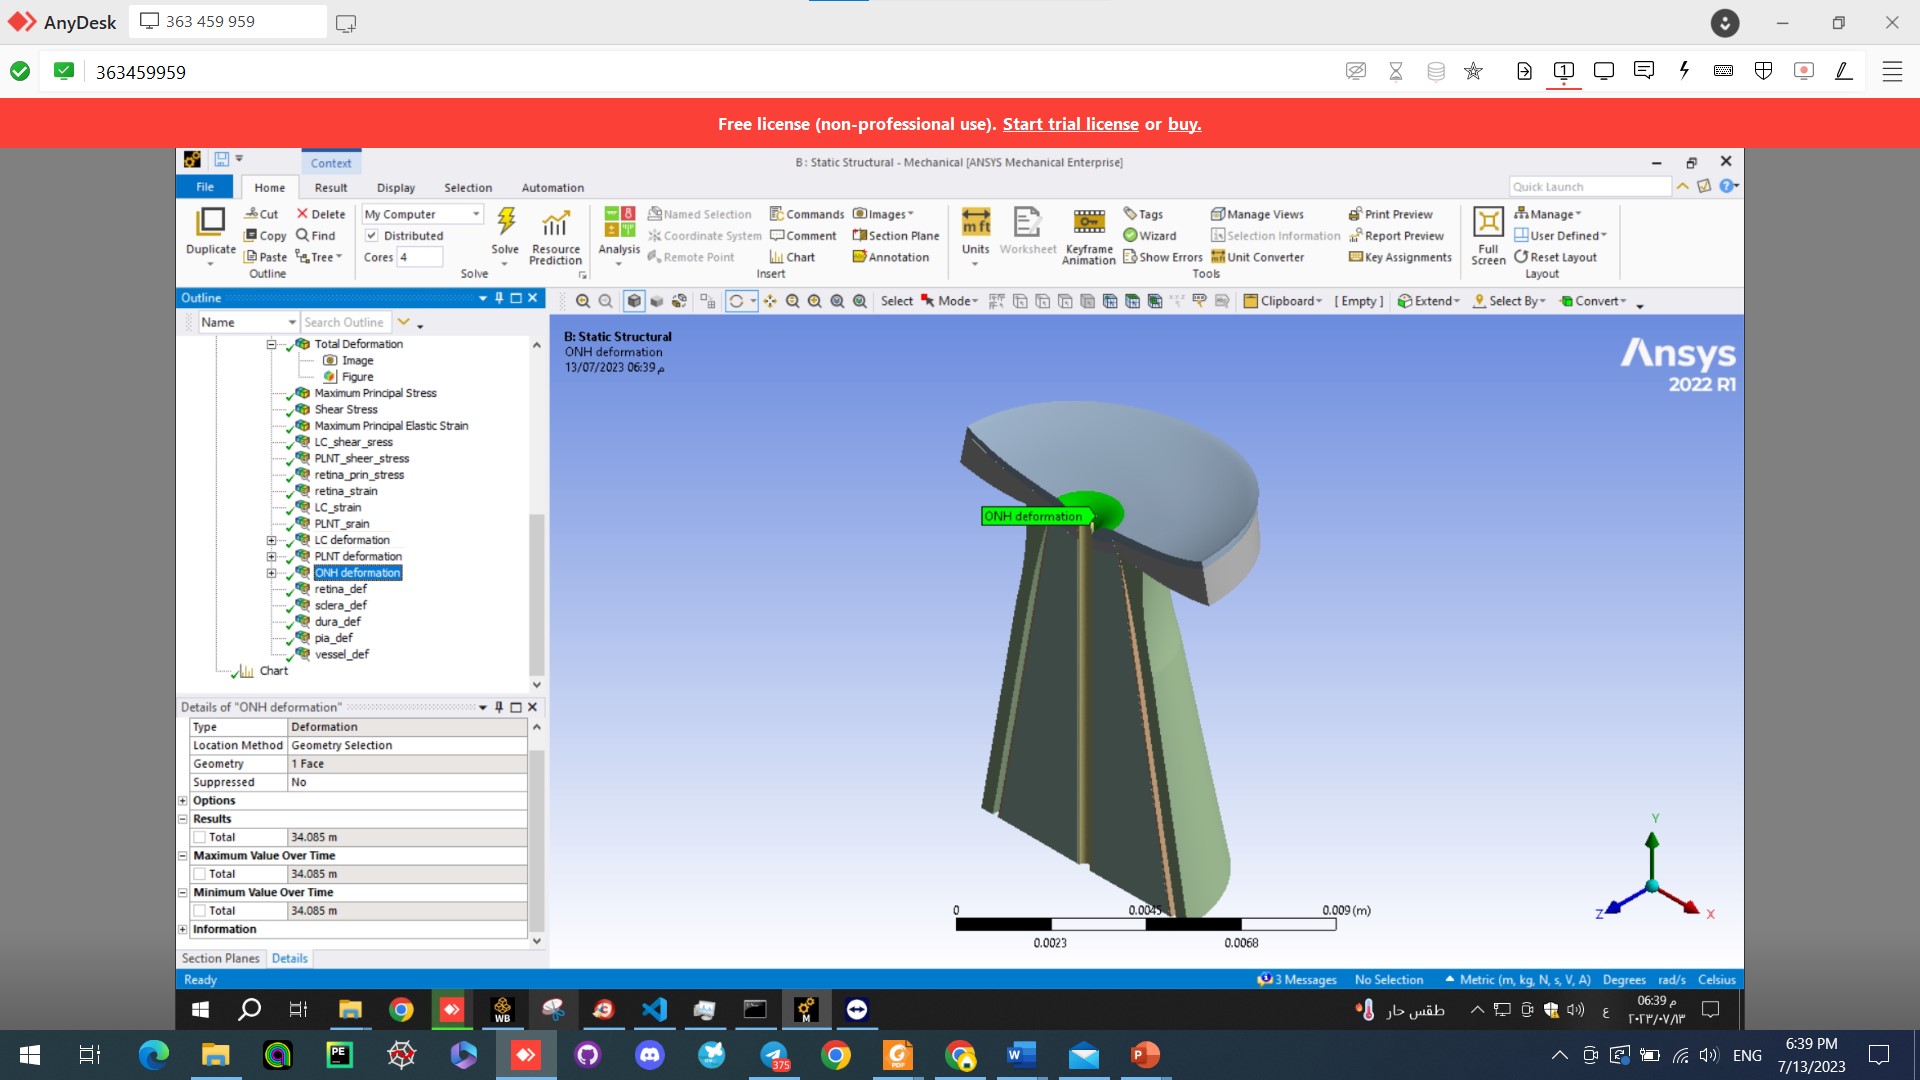 AnyDesk 363 459 959
363459959
Free license (non-professional use). Start trial license or buy.
Context
B : Static Structural - Mechanical [ANSYS Mechanical Enterprise]
File Home Result Display Selection Automation
Quick Launch
Duplicate
Cut
Copy
Paste
Delete
Find
Tree
Outline
My Computer
Distributed
Cores 4
Solve
Resource
Prediction
Solve
Analysis
Named Selection
Coordinate System
Remote Point
Commands
Comment
Chart
Images
Section Plane
Annotation
Insert
Units
Worksheet
Keyframe
Animation
Tags
Wizard
Show Errors
Manage Views
Selection Information
Unit Converter
Print Preview
Report Preview
Key Assignments
Tools
Full
Screen
Manage
User Defined
Reset Layout
Layout
Outline
Select Mode Clipboard [ Empty ] Extend Select By Convert
Name Search Outline
Total Deformation
Image
Figure
Maximum Principal Stress
Shear Stress
Maximum Principal Elastic Strain
LC_shear_sress
PLNT_sheer_stress
retina_prin_stress
retina_strain
LC_strain
PLNT_srain
LC deformation
PLNT deformation
ONH deformation
retina_def
sclera_def
dura_def
pia_def
vessel_def
Chart
Details of "ONH deformation"
Type Deformation
Location Method Geometry Selection
Geometry 1 Face
Suppressed No
Options
Results
Total 34.085 m
Maximum Value Over Time
Total 34.085 m
Minimum Value Over Time
Total 34.085 m
Information
Section Planes Details
B: Static Structural
ONH deformation
13/07/2023 06:39 م
Ansys
2022 R1
ONH deformation
0 0.0045 0.009 (m)
0.0023 0.0068
Y
Z
X
Ready 3 Messages No Selection Metric (m, kg, N, s, V, A) Degrees rad/s Celsius
WB
M
طقس حار
ع
06:39 م
٢٠٢٣/٠٧/١٣
PE
375
PDF
W
P
ENG
6:39 PM
7/13/2023